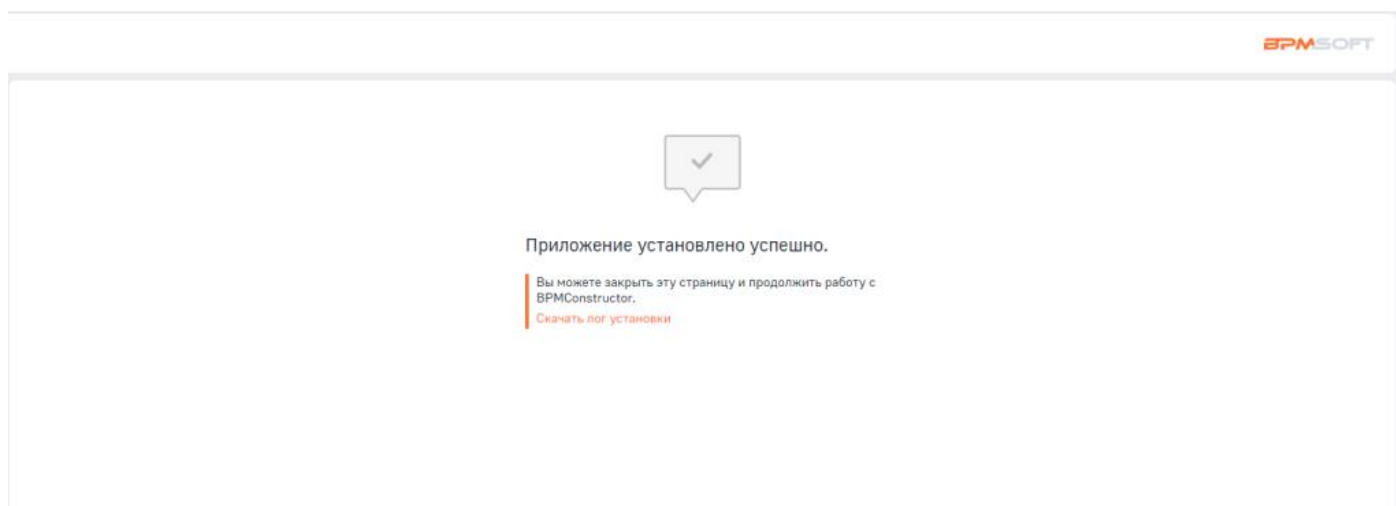 BPMSOFT
Приложение установлено успешно.
Вы можете закрыть эту страницу и продолжить работу с
BPMConstructor.
Скачать лог установки